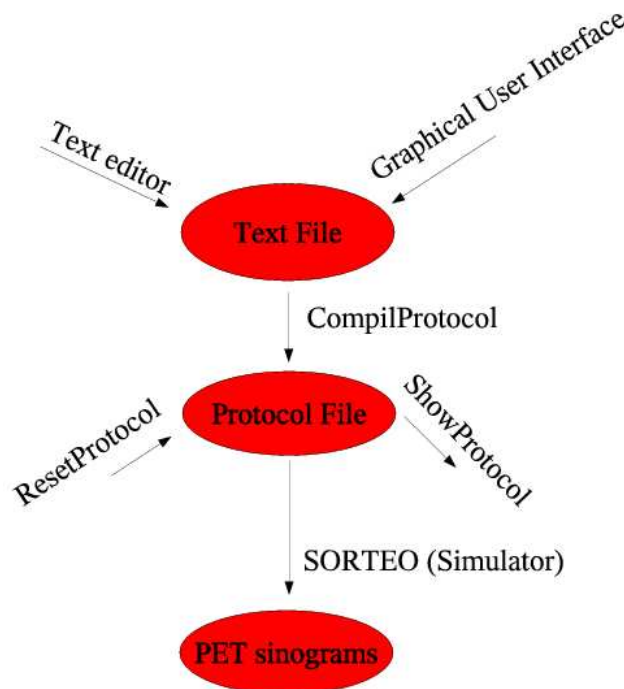 Graphical User Interface
Text editor
Text File
CompilProtocol
Protocol File
ResetProtocol
ShowProtocol
SORTEO (Simulator)
PET sinograms